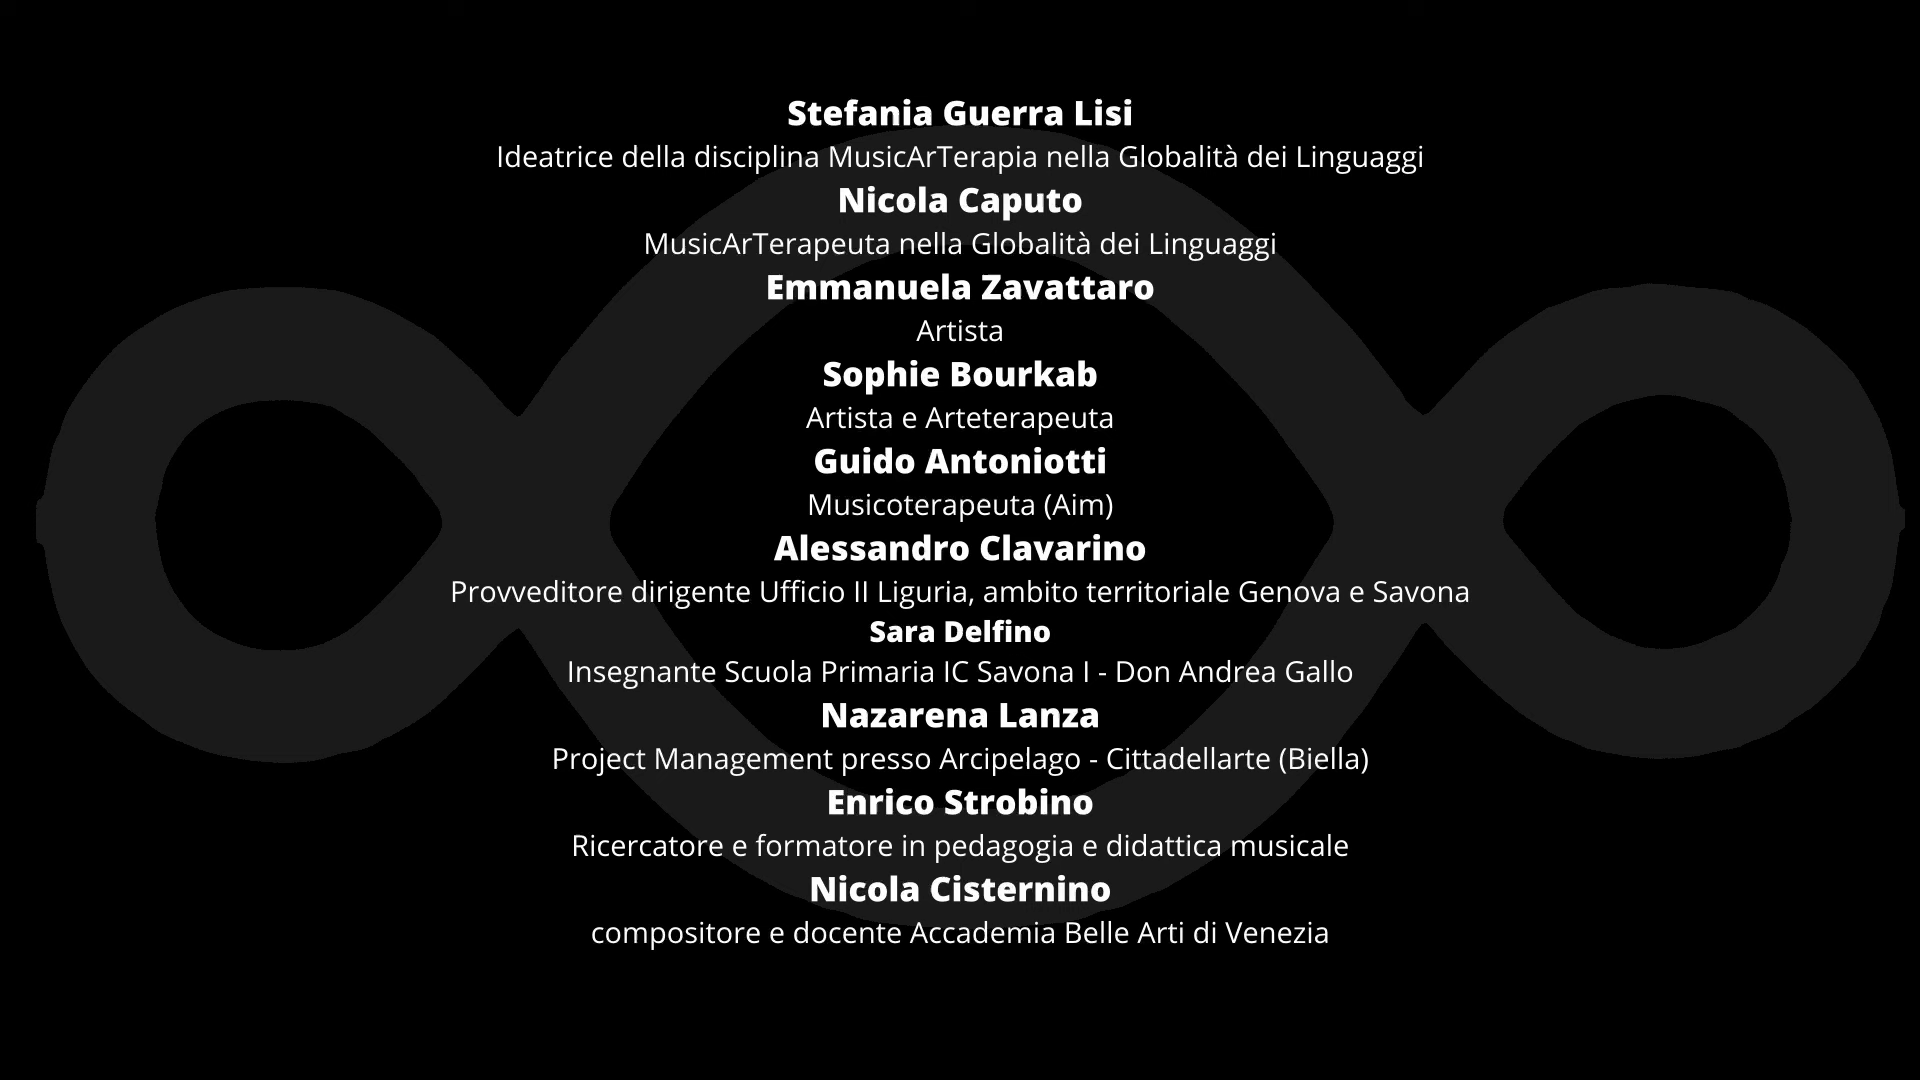 Stefania Guerra Lisi
Ideatrice della disciplina MusicArTerapia nella Globalità dei Linguaggi
Nicola Caputo
MusicArTerapeuta nella Globalità dei Linguaggi
Emmanuela Zavattaro
Artista
Sophie Bourkab
Artista e Arteterapeuta
Guido Antoniotti
Musicoterapeuta (Aim)
Alessandro Clavarino
Provveditore dirigente Ufficio II Liguria, ambito territoriale Genova e Savona
Sara Delfino
Insegnante Scuola Primaria IC Savona I - Don Andrea Gallo
Nazarena Lanza
Project Management presso Arcipelago - Cittadellarte (Biella)
Enrico Strobino
Ricercatore e formatore in pedagogia e didattica musicale
Nicola Cisternino
compositore e docente Accademia Belle Arti di Venezia